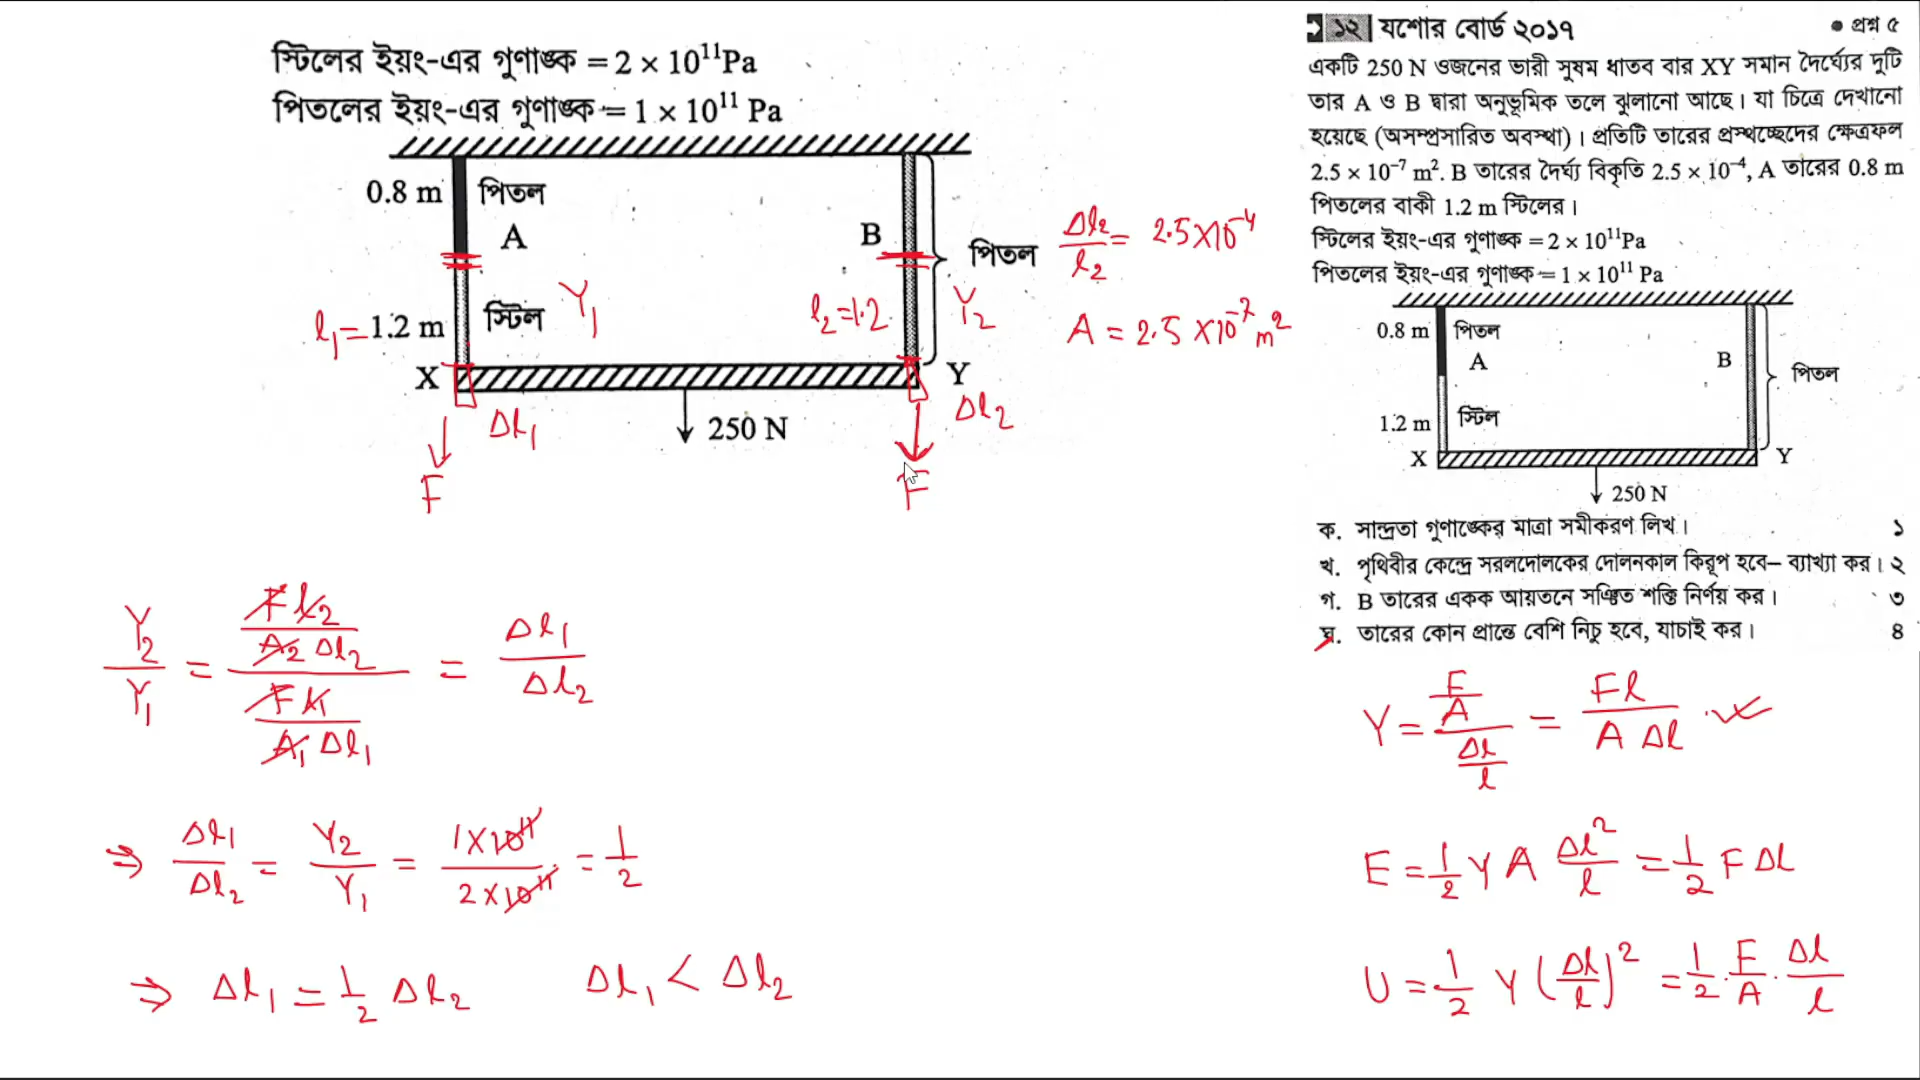 স্টিলের ইয়ং-এর গুণাঙ্ক = 2 × 10¹¹Pa
পিতলের ইয়ং-এর গুণাঙ্ক = 1 × 10¹¹ Pa
0.8 m পিতল
A
B
পিতল
l₁ = 1.2 m স্টিল Y₁
l₂ = 1.2 Y₂
X
Y
Δl₁
250 N
Δl₂
F
F
Δl₂/l₂ = 2.5 × 10⁻⁴
A = 2.5 × 10⁻⁷ m²
Y₂/Y₁ = (F l₂/A₂ Δl₂)/(F l₁/A₁ Δl₁) = Δl₁/Δl₂
⇒ Δl₁/Δl₂ = Y₂/Y₁ = 1 × 10¹¹/2 × 10¹¹ = 1/2
⇒ Δl₁ = 1/2 Δl₂ Δl₁ < Δl₂
১২ যশোর বোর্ড ২০১৭ ● প্রশ্ন ৫
একটি 250 N ওজনের ভারী সুষম ধাতব বার XY সমান দৈর্ঘ্যের দুটি
তার A ও B দ্বারা অনুভূমিক তলে ঝুলানো আছে। যা চিত্রে দেখানো
হয়েছে (অসম্প্রসারিত অবস্থা)। প্রতিটি তারের প্রস্থচ্ছেদের ক্ষেত্রফল
2.5 × 10⁻⁷ m². B তারের দৈর্ঘ্য বিকৃতি 2.5 × 10⁻⁴, A তারের 0.8 m
পিতলের বাকী 1.2 m স্টিলের।
স্টিলের ইয়ং-এর গুণাঙ্ক = 2 × 10¹¹Pa
পিতলের ইয়ং-এর গুণাঙ্ক = 1 × 10¹¹ Pa
0.8 m পিতল
A
B
পিতল
1.2 m স্টিল
X
Y
250 N
ক. সান্দ্রতা গুণাঙ্কের মাত্রা সমীকরণ লিখ। ১
খ. পৃথিবীর কেন্দ্রে সরলদোলকের দোলনকাল কিরূপ হবে– ব্যাখ্যা কর। ২
গ. B তারের একক আয়তনে সঞ্চিত শক্তি নির্ণয় কর। ৩
ঘ. তারের কোন প্রান্তে বেশি নিচু হবে, যাচাই কর। ৪
Y = (F/A)/(Δl/l) = Fl/A Δl
E = 1/2 Y A Δl²/l = 1/2 F Δl
U = 1/2 Y (Δl/l)² = 1/2 · F/A · Δl/l